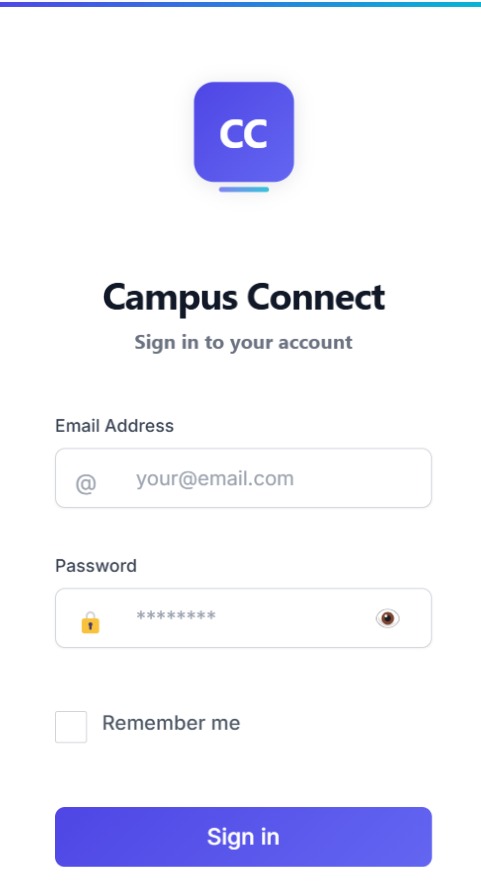 CC
Campus Connect
Sign in to your account
Email Address
@ your@email.com
Password
********
Remember me
Sign in